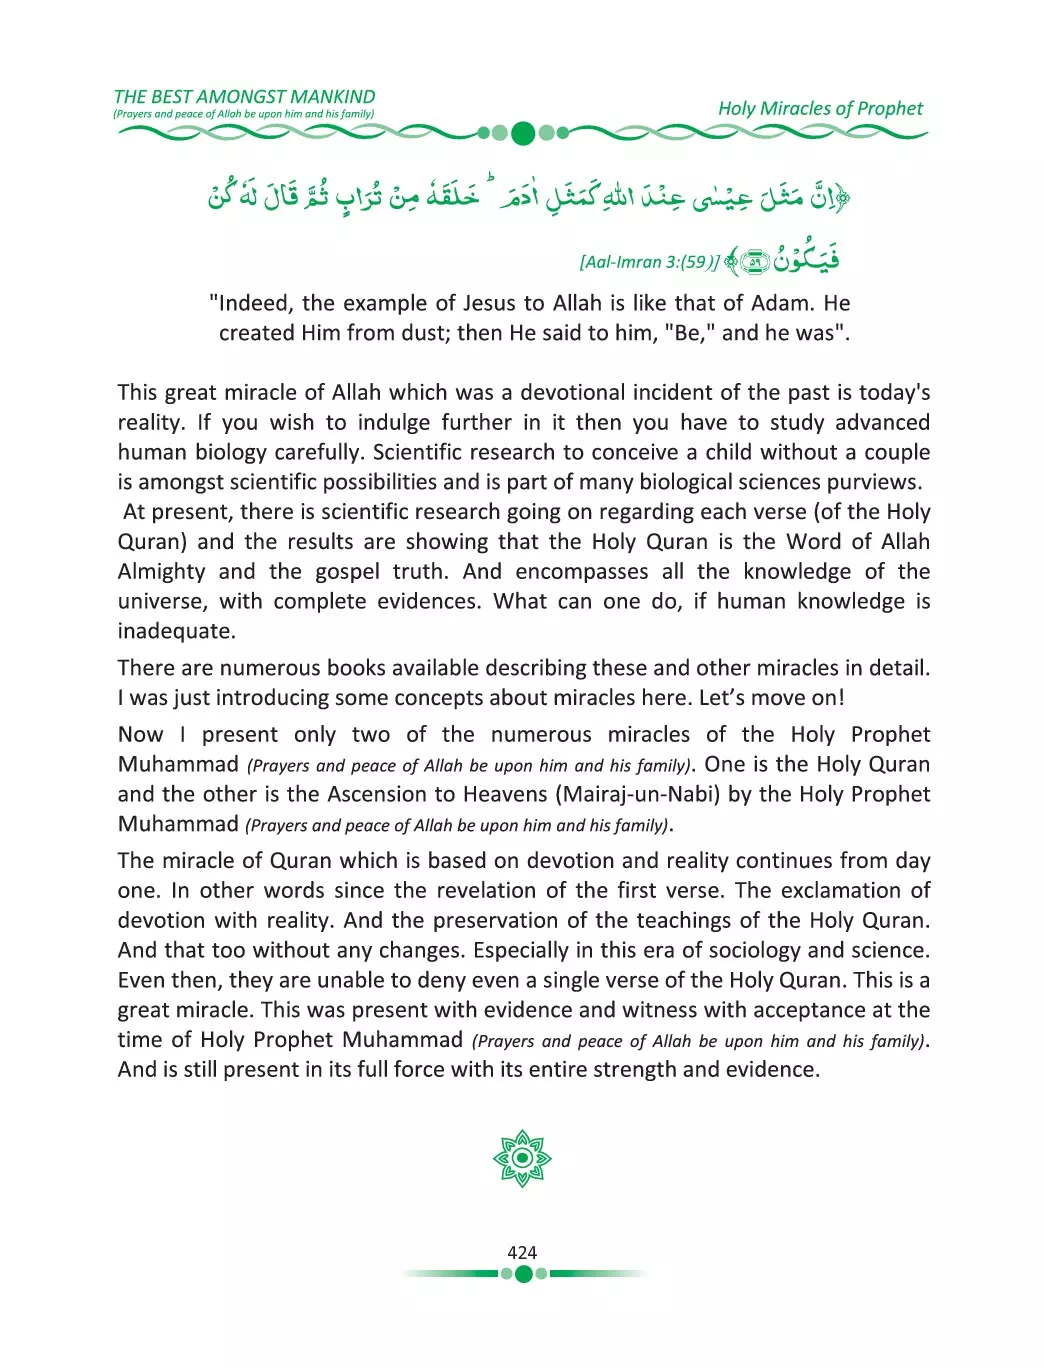 THE BEST AMONGST MANKIND
(Prayers and peace of Allah be upon him and his family)
Holy Miracles of Prophet
﴿اِنَّ مَثَلَ عِيْسٰى عِنْدَ اللهِ كَمَثَلِ اٰدَمَ ؕ خَلَقَهٗ مِنْ تُرَابٍ ثُمَّ قَالَ لَهٗ كُنْ
فَيَكُوْنُ ﴿۵۹﴾ [Aal-Imran 3:(59)]
"Indeed, the example of Jesus to Allah is like that of Adam. He
created Him from dust; then He said to him, "Be," and he was".
This great miracle of Allah which was a devotional incident of the past is today's
reality. If you wish to indulge further in it then you have to study advanced
human biology carefully. Scientific research to conceive a child without a couple
is amongst scientific possibilities and is part of many biological sciences purviews.
At present, there is scientific research going on regarding each verse (of the Holy
Quran) and the results are showing that the Holy Quran is the Word of Allah
Almighty and the gospel truth. And encompasses all the knowledge of the
universe, with complete evidences. What can one do, if human knowledge is
inadequate.
There are numerous books available describing these and other miracles in detail.
I was just introducing some concepts about miracles here. Let’s move on!
Now I present only two of the numerous miracles of the Holy Prophet
Muhammad (Prayers and peace of Allah be upon him and his family). One is the Holy Quran
and the other is the Ascension to Heavens (Mairaj-un-Nabi) by the Holy Prophet
Muhammad (Prayers and peace of Allah be upon him and his family).
The miracle of Quran which is based on devotion and reality continues from day
one. In other words since the revelation of the first verse. The exclamation of
devotion with reality. And the preservation of the teachings of the Holy Quran.
And that too without any changes. Especially in this era of sociology and science.
Even then, they are unable to deny even a single verse of the Holy Quran. This is a
great miracle. This was present with evidence and witness with acceptance at the
time of Holy Prophet Muhammad (Prayers and peace of Allah be upon him and his family).
And is still present in its full force with its entire strength and evidence.
424